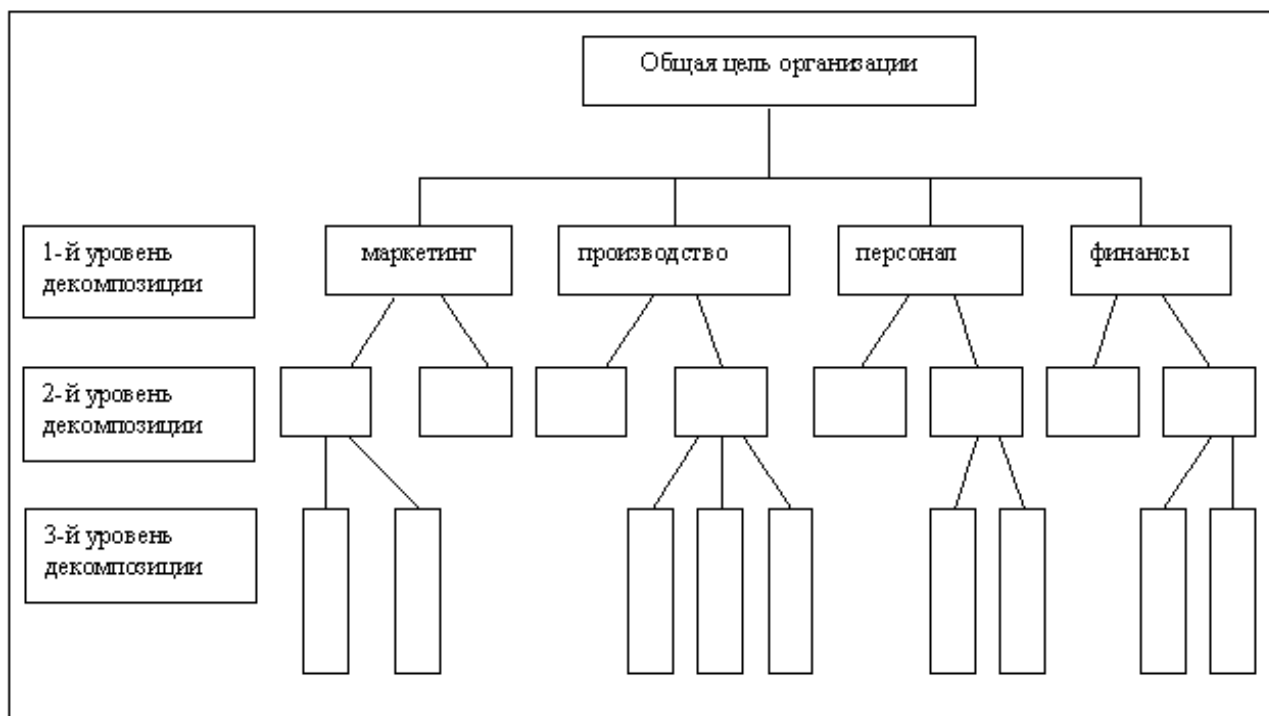 Общая цель организации
1-й уровень
декомпозиции
маркетинг
производство
персонал
финансы
2-й уровень
декомпозиции
3-й уровень
декомпозиции